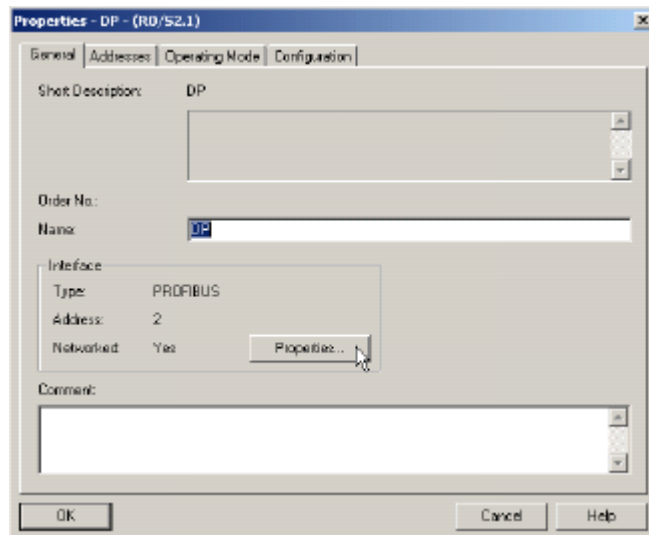 Properties - DP - (R0/S2.1)
General Addresses Operating Mode Configuration
Short Description: DP
Order No.:
Name: DP
Interface
Type: PROFIBUS
Address: 2
Networked: Yes Properties...
Comment:
OK Cancel Help